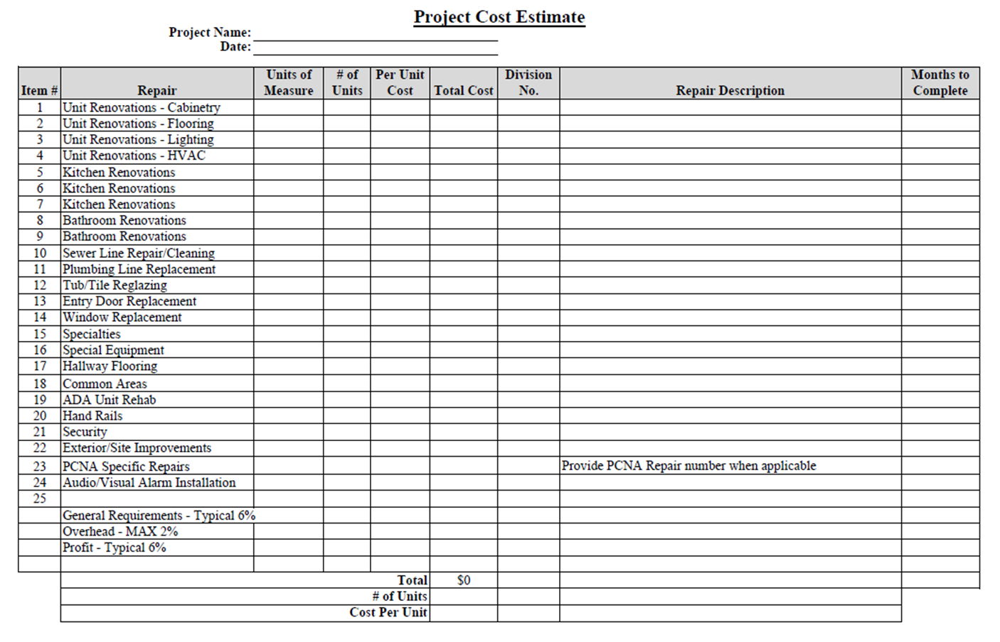 Project Cost Estimate
Project Name:
Date:
Item # Repair Units of Measure # of Units Per Unit Cost Total Cost Division No. Repair Description Months to Complete
1 Unit Renovations - Cabinetry
2 Unit Renovations - Flooring
3 Unit Renovations - Lighting
4 Unit Renovations - HVAC
5 Kitchen Renovations
6 Kitchen Renovations
7 Kitchen Renovations
8 Bathroom Renovations
9 Bathroom Renovations
10 Sewer Line Repair/Cleaning
11 Plumbing Line Replacement
12 Tub/Tile Reglazing
13 Entry Door Replacement
14 Window Replacement
15 Specialties
16 Special Equipment
17 Hallway Flooring
18 Common Areas
19 ADA Unit Rehab
20 Hand Rails
21 Security
22 Exterior/Site Improvements
23 PCNA Specific Repairs Provide PCNA Repair number when applicable
24 Audio/Visual Alarm Installation
25
General Requirements - Typical 6%
Overhead - MAX 2%
Profit - Typical 6%
Total $0
# of Units
Cost Per Unit